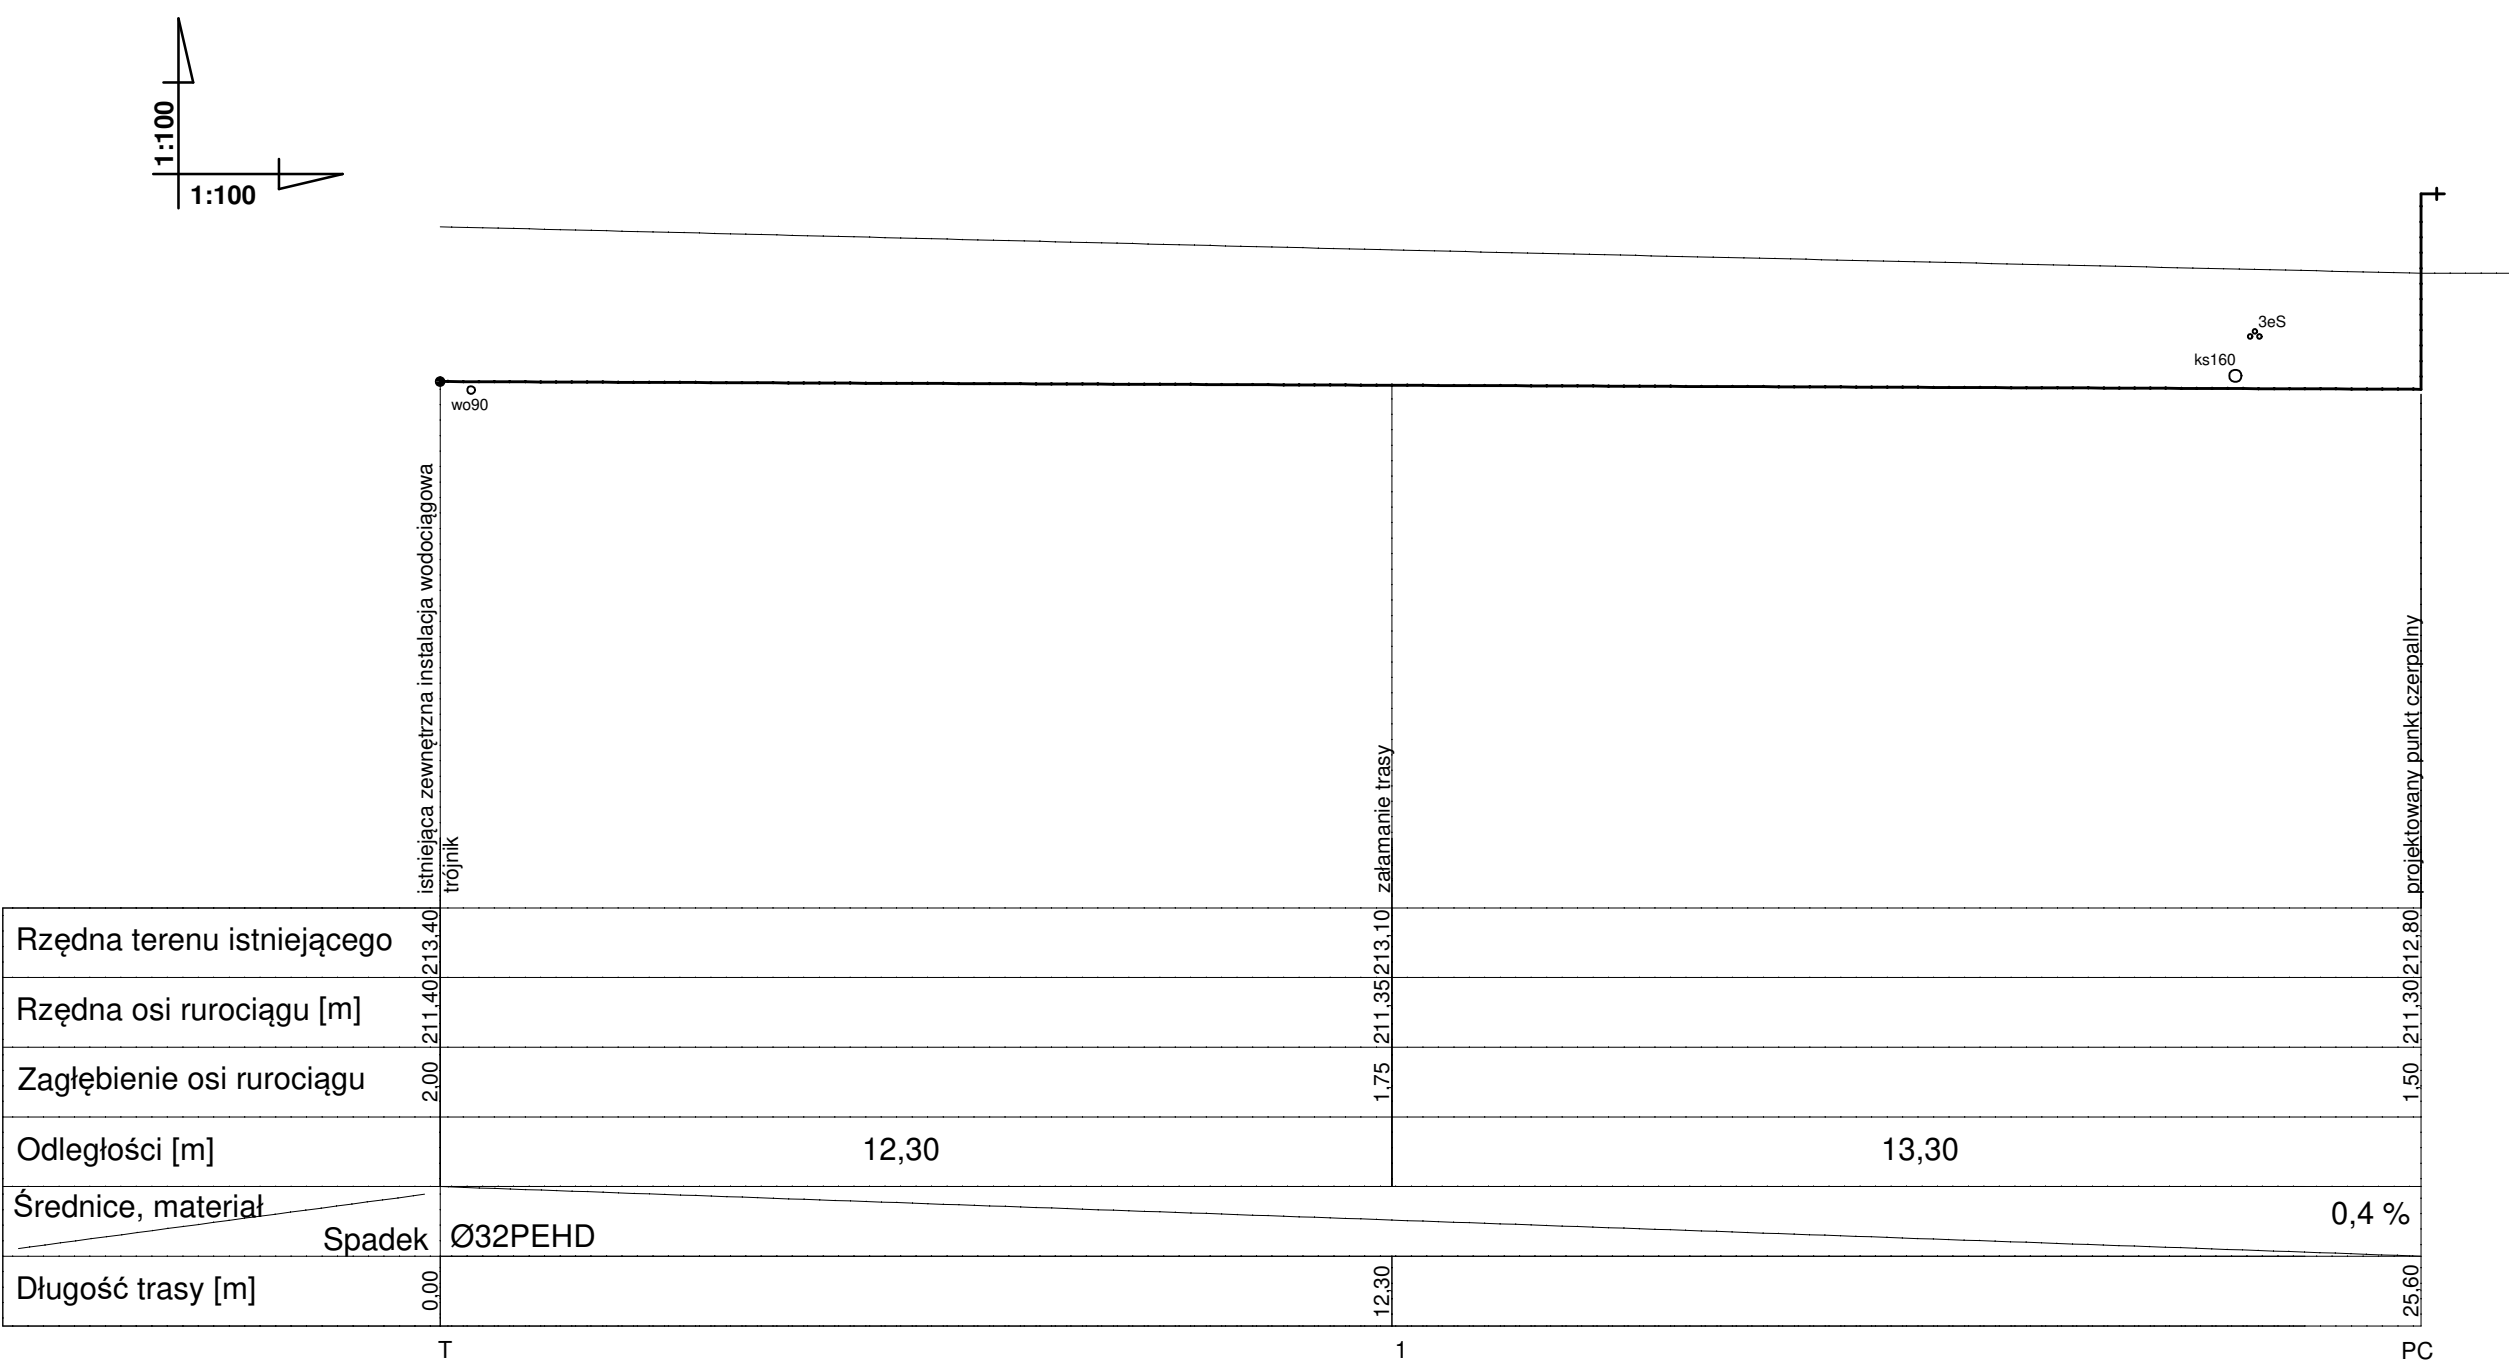 1:100
1:100
3eS
ks160
wo90
istniejąca zewnętrzna instalacja wodociągowa
trójnik
załamanie trasy
projektowany punkt czerpalny
Rzędna terenu istniejącego 213,40 213,10 212,80
Rzędna osi rurociągu [m] 211,40 211,35 211,30
Zagłębienie osi rurociągu 2,00 1,75 1,50
Odległości [m] 12,30 13,30
Średnice, materiał 0,4 %
Spadek Ø32PEHD
Długość trasy [m] 0,00 12,30 25,60
T 1 PC